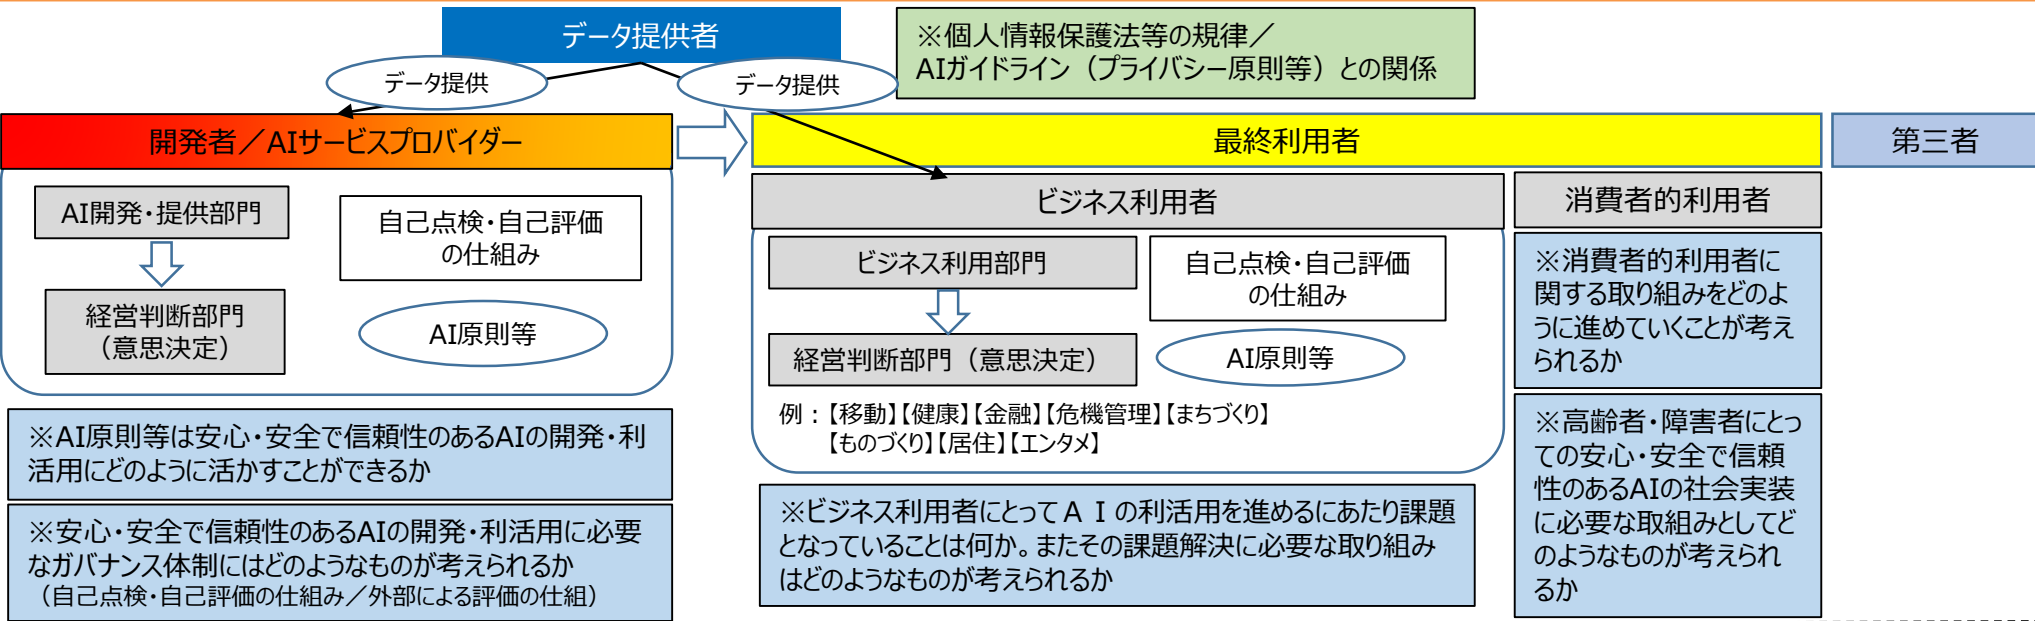 データ提供者
※個人情報保護法等の規律／
AIガイドライン（プライバシー原則等）との関係
データ提供
データ提供
開発者／AIサービスプロバイダー
最終利用者
第三者
AI開発・提供部門
自己点検・自己評価
の仕組み
経営判断部門
（意思決定）
AI原則等
ビジネス利用者
消費者的利用者
ビジネス利用部門
自己点検・自己評価
の仕組み
経営判断部門（意思決定）
AI原則等
例：【移動】【健康】【金融】【危機管理】【まちづくり】
【ものづくり】【居住】【エンタメ】
※消費者的利用者に
関する取り組みをどのよ
うに進めていくことが考え
られるか
※AI原則等は安心・安全で信頼性のあるAIの開発・利
活用にどのように活かすことができるか
※安心・安全で信頼性のあるAIの開発・利活用に必要
なガバナンス体制にはどのようなものが考えられるか
（自己点検・自己評価の仕組み／外部による評価の仕組）
※ビジネス利用者にとってＡＩの利活用を進めるにあたり課題
となっていることは何か。またその課題解決に必要な取り組み
はどのようなものが考えられるか
※高齢者・障害者にとっ
ての安心・安全で信頼
性のあるAIの社会実装
に必要な取組みとしてど
のようなものが考えられ
るか